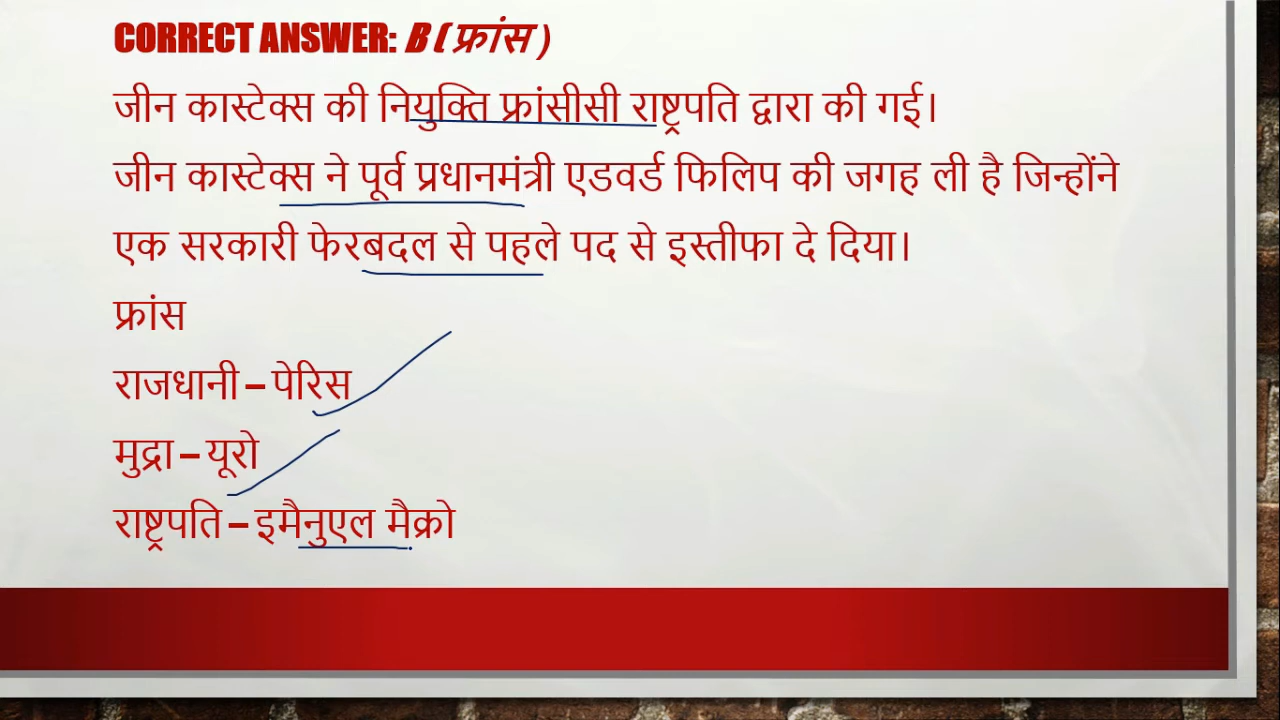 CORRECT ANSWER: B ( फ्रांस )
जीन कास्टेक्स की नियुक्ति फ्रांसीसी राष्ट्रपति द्वारा की गई।
जीन कास्टेक्स ने पूर्व प्रधानमंत्री एडवर्ड फिलिप की जगह ली है जिन्होंने
एक सरकारी फेरबदल से पहले पद से इस्तीफा दे दिया।
फ्रांस
राजधानी – पेरिस
मुद्रा – यूरो
राष्ट्रपति – इमैनुएल मैक्रो